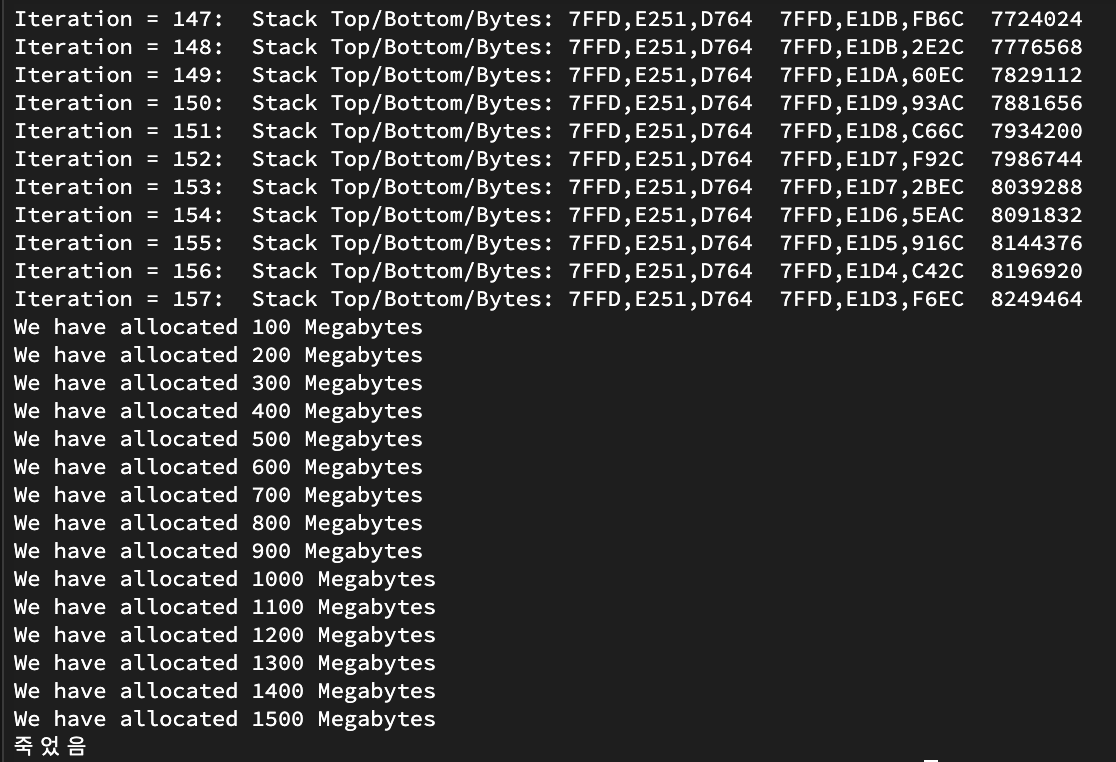 Iteration = 147:  Stack Top/Bottom/Bytes: 7FFD,E251,D764  7FFD,E1DB,FB6C  7724024
Iteration = 148:  Stack Top/Bottom/Bytes: 7FFD,E251,D764  7FFD,E1DB,2E2C  7776568
Iteration = 149:  Stack Top/Bottom/Bytes: 7FFD,E251,D764  7FFD,E1DA,60EC  7829112
Iteration = 150:  Stack Top/Bottom/Bytes: 7FFD,E251,D764  7FFD,E1D9,93AC  7881656
Iteration = 151:  Stack Top/Bottom/Bytes: 7FFD,E251,D764  7FFD,E1D8,C66C  7934200
Iteration = 152:  Stack Top/Bottom/Bytes: 7FFD,E251,D764  7FFD,E1D7,F92C  7986744
Iteration = 153:  Stack Top/Bottom/Bytes: 7FFD,E251,D764  7FFD,E1D7,2BEC  8039288
Iteration = 154:  Stack Top/Bottom/Bytes: 7FFD,E251,D764  7FFD,E1D6,5EAC  8091832
Iteration = 155:  Stack Top/Bottom/Bytes: 7FFD,E251,D764  7FFD,E1D5,916C  8144376
Iteration = 156:  Stack Top/Bottom/Bytes: 7FFD,E251,D764  7FFD,E1D4,C42C  8196920
Iteration = 157:  Stack Top/Bottom/Bytes: 7FFD,E251,D764  7FFD,E1D3,F6EC  8249464
We have allocated 100 Megabytes
We have allocated 200 Megabytes
We have allocated 300 Megabytes
We have allocated 400 Megabytes
We have allocated 500 Megabytes
We have allocated 600 Megabytes
We have allocated 700 Megabytes
We have allocated 800 Megabytes
We have allocated 900 Megabytes
We have allocated 1000 Megabytes
We have allocated 1100 Megabytes
We have allocated 1200 Megabytes
We have allocated 1300 Megabytes
We have allocated 1400 Megabytes
We have allocated 1500 Megabytes
죽었음